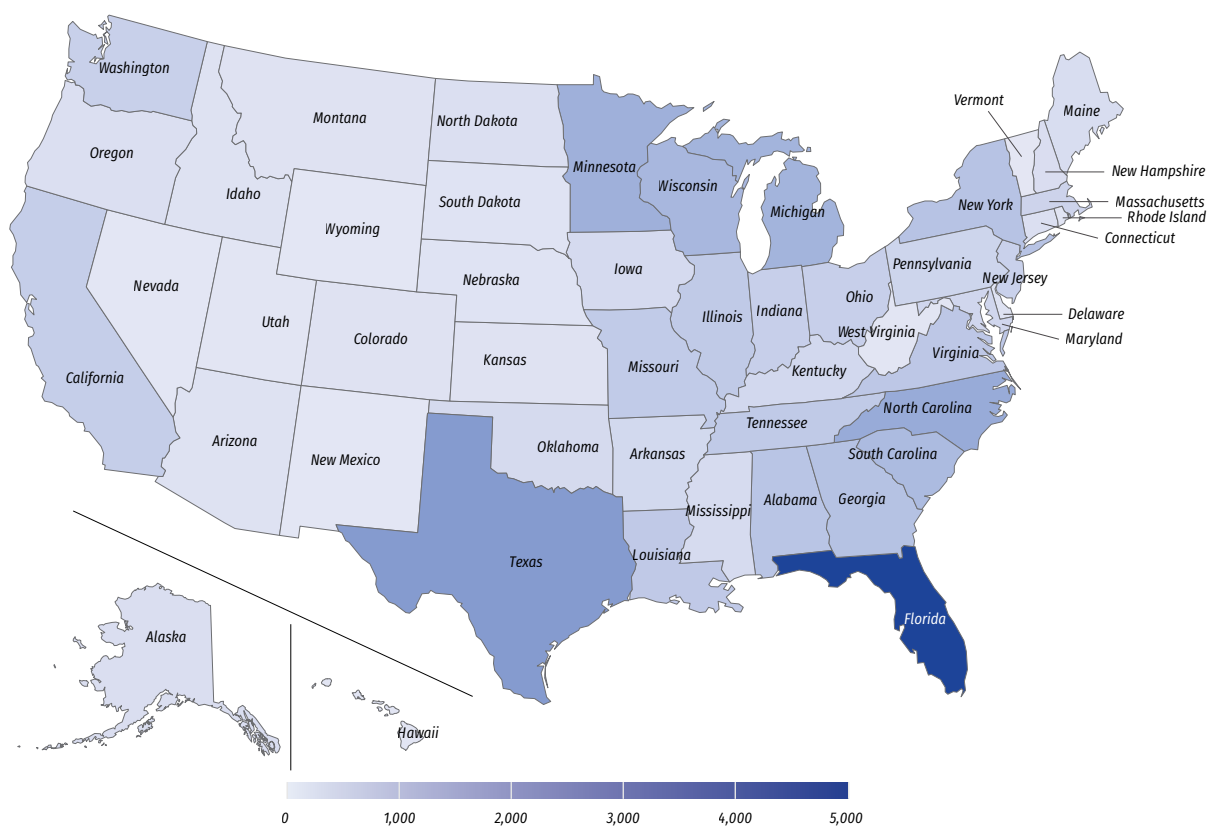 Washington
Oregon
California
Idaho
Nevada
Montana
Wyoming
Utah
Arizona
Colorado
New Mexico
North Dakota
South Dakota
Nebraska
Kansas
Oklahoma
Texas
Minnesota
Iowa
Missouri
Arkansas
Louisiana
Wisconsin
Illinois
Michigan
Indiana
Ohio
Kentucky
Tennessee
Mississippi
Alabama
Georgia
Florida
South Carolina
North Carolina
Virginia
West Virginia
Pennsylvania
New York
New Jersey
Vermont
Maine
New Hampshire
Massachusetts
Rhode Island
Connecticut
Delaware
Maryland
Alaska
Hawaii
0 1,000 2,000 3,000 4,000 5,000